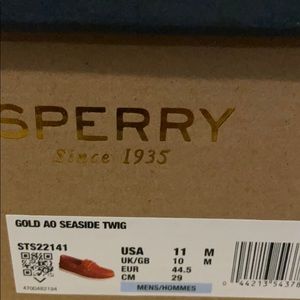 SPERRY
Since 1935
GOLD AO SEASIDE TWIG
STS22141
USA 11 M
UK/GB 10 M
EUR 44.5
CM 29
MENS/HOMMES
4700482194